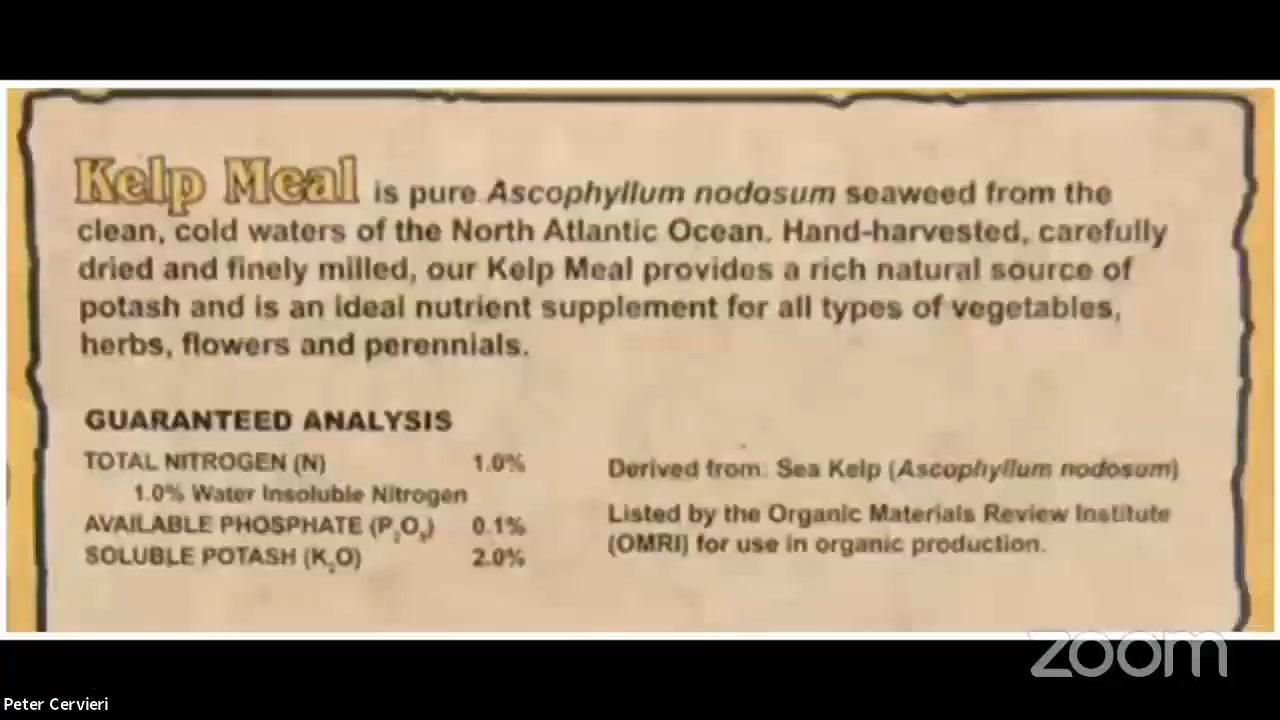 Kelp Meal is pure Ascophyllum nodosum seaweed from the
clean, cold waters of the North Atlantic Ocean. Hand-harvested, carefully
dried and finely milled, our Kelp Meal provides a rich natural source of
potash and is an ideal nutrient supplement for all types of vegetables,
herbs, flowers and perennials.
GUARANTEED ANALYSIS
TOTAL NITROGEN (N) 1.0%
1.0% Water Insoluble Nitrogen
AVAILABLE PHOSPHATE (P₂O₅) 0.1%
SOLUBLE POTASH (K₂O) 2.0%
Derived from: Sea Kelp (Ascophyllum nodosum)
Listed by the Organic Materials Review Institute
(OMRI) for use in organic production.
zoom
Peter Cervieri